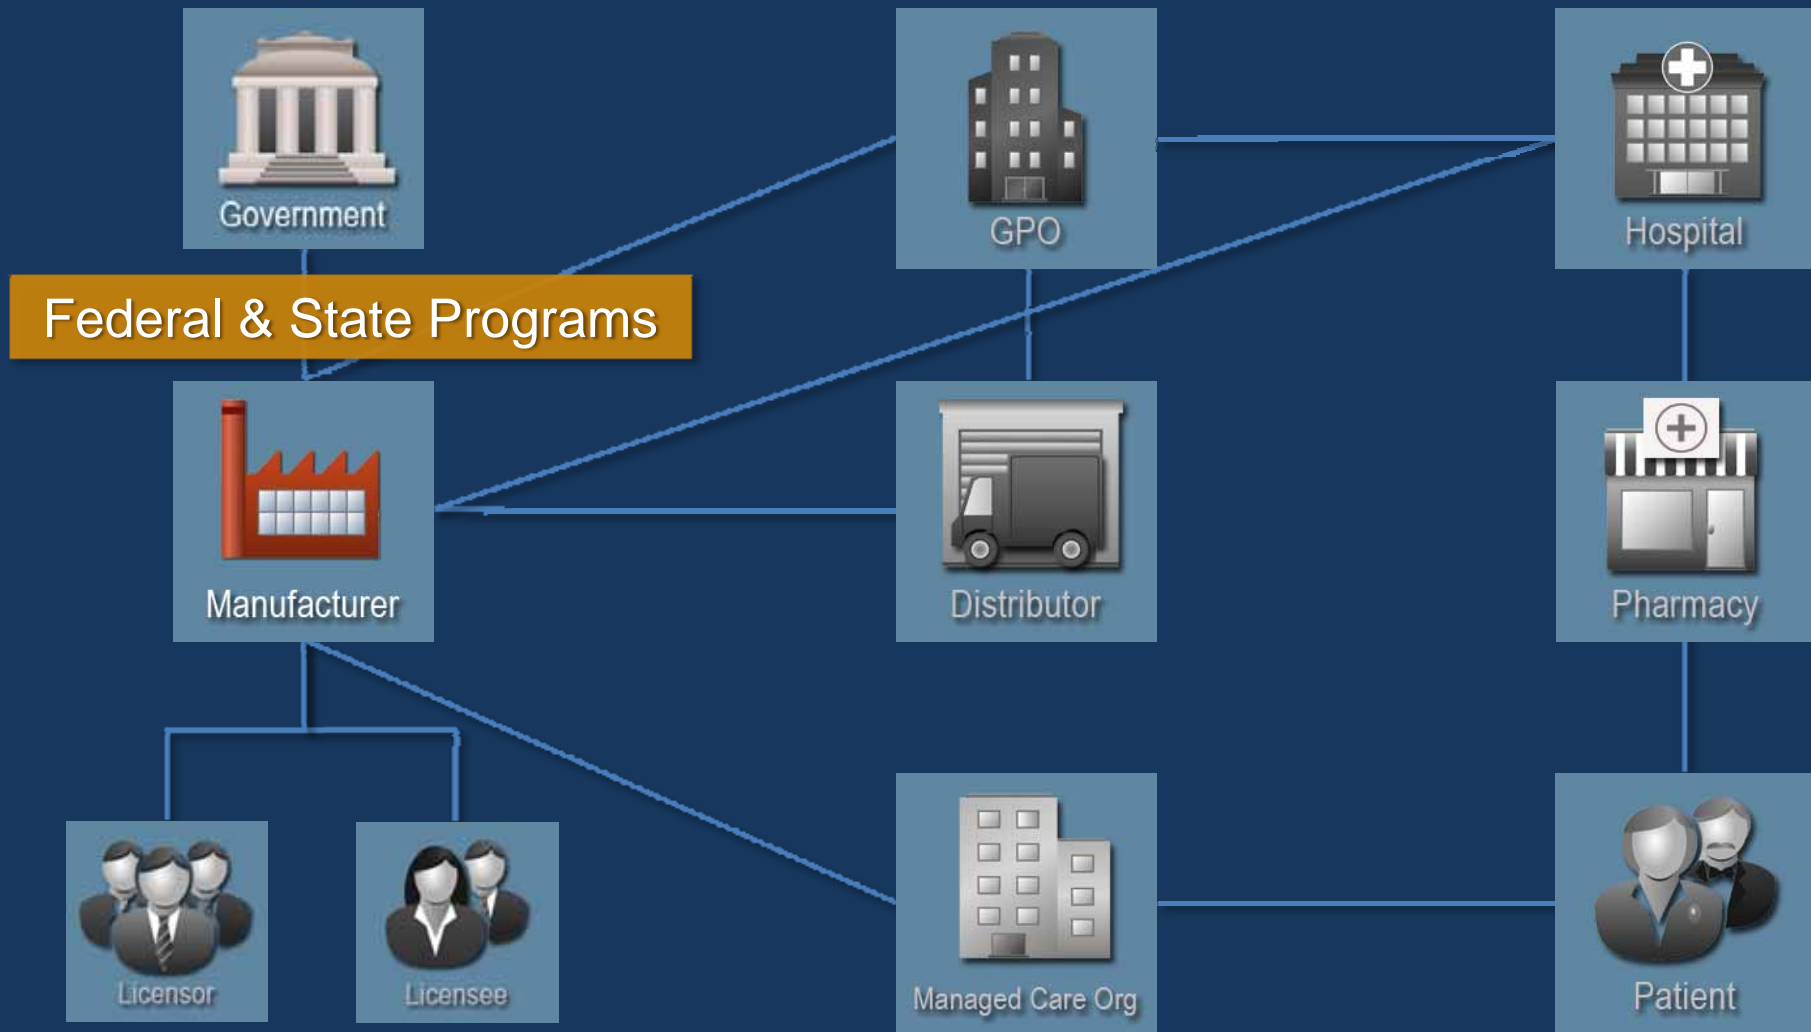 Government
GPO
Hospital
Federal & State Programs
Manufacturer
Distributor
Pharmacy
Licensor
Licensee
Managed Care Org
Patient